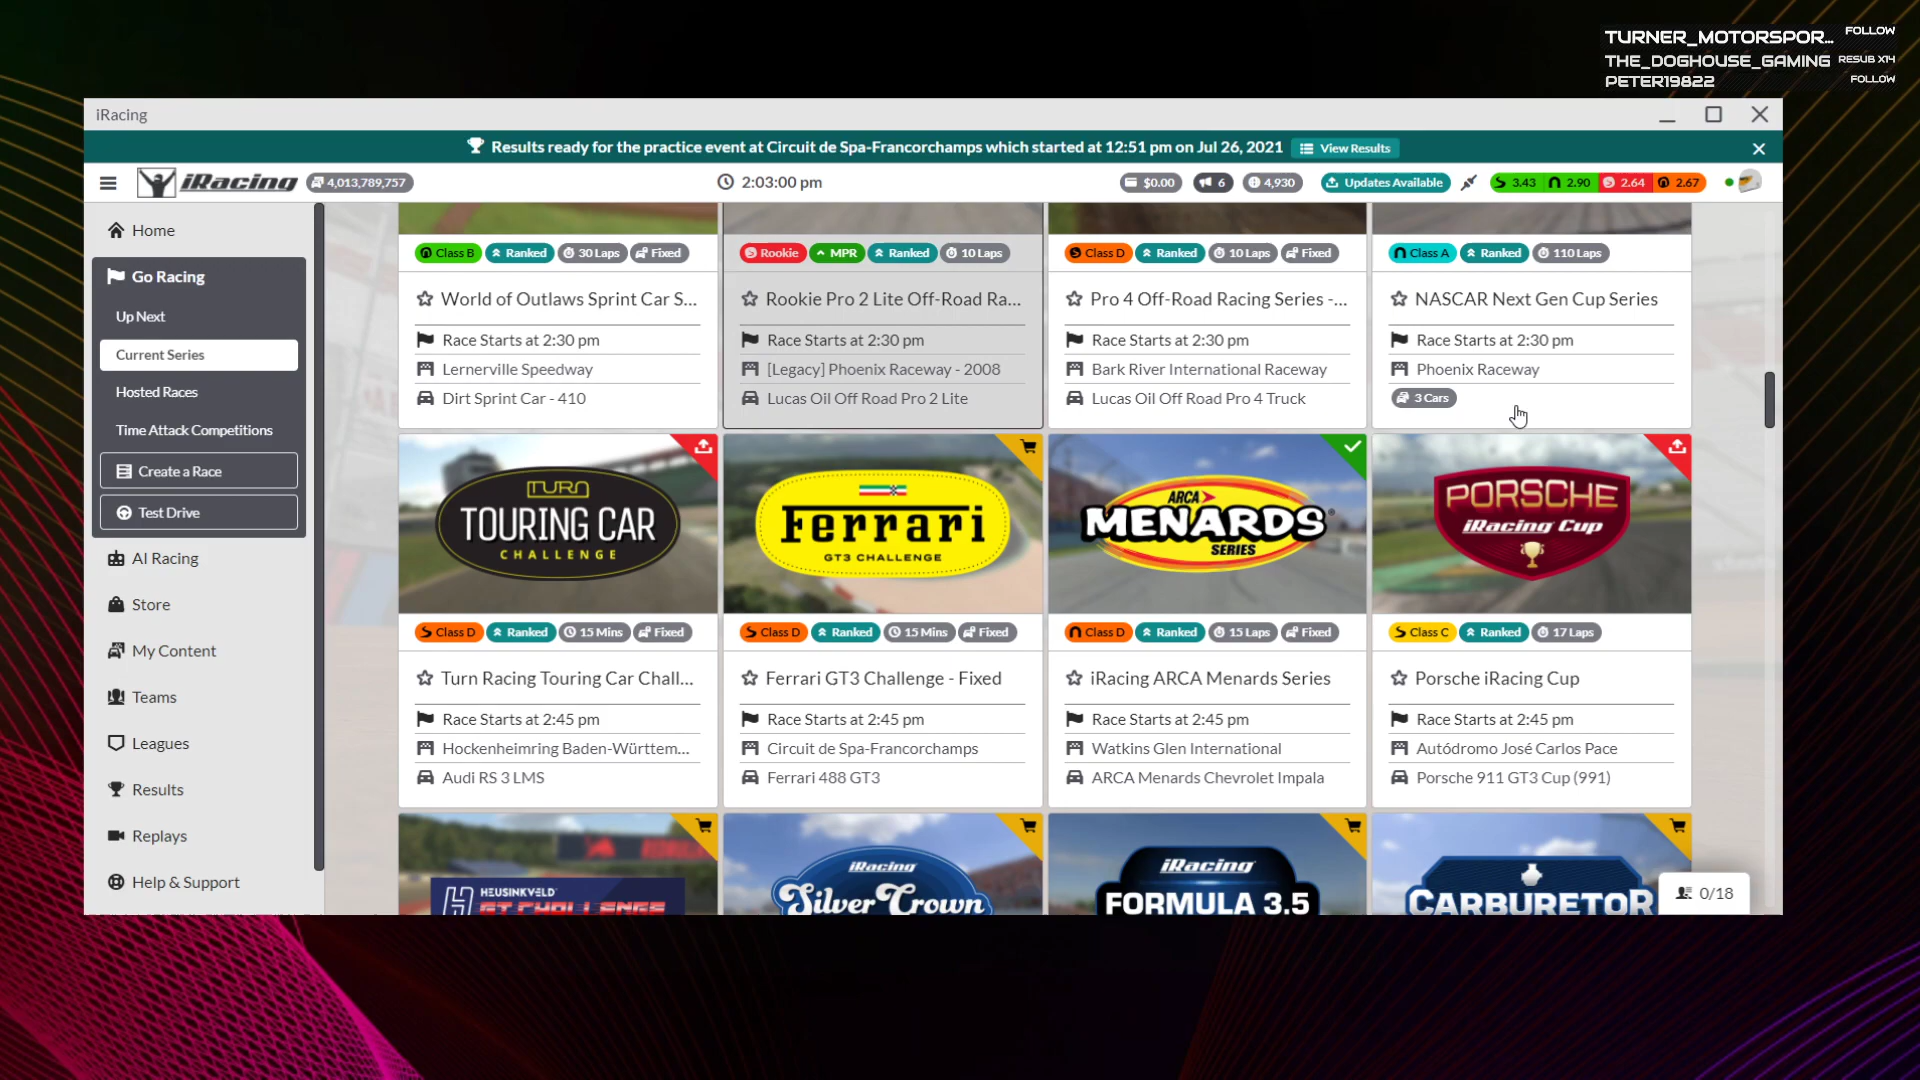 TURNER_MOTORSPOR... FOLLOW
THE_DOGHOUSE_GAMING RESUB X14
PETER19822 FOLLOW
iRacing
Results ready for the practice event at Circuit de Spa-Francorchamps which started at 12:51 pm on Jul 26, 2021 View Results
iRacing 4,013,789,757 2:03:00 pm $0.00 6 4,930 Updates Available 3.43 2.90 2.64 2.67
Home
Go Racing
Up Next
Current Series
Hosted Races
Time Attack Competitions
Create a Race
Test Drive
AI Racing
Store
My Content
Teams
Leagues
Results
Replays
Help & Support
Class B Ranked 30 Laps Fixed
World of Outlaws Sprint Car S...
Race Starts at 2:30 pm
Lernerville Speedway
Dirt Sprint Car - 410
Rookie MPR Ranked 10 Laps
Rookie Pro 2 Lite Off-Road Ra...
Race Starts at 2:30 pm
[Legacy] Phoenix Raceway - 2008
Lucas Oil Off Road Pro 2 Lite
Class D Ranked 10 Laps Fixed
Pro 4 Off-Road Racing Series -...
Race Starts at 2:30 pm
Bark River International Raceway
Lucas Oil Off Road Pro 4 Truck
Class A Ranked 110 Laps
NASCAR Next Gen Cup Series
Race Starts at 2:30 pm
Phoenix Raceway
3 Cars
TURN
TOURING CAR
CHALLENGE
Class D Ranked 15 Mins Fixed
Turn Racing Touring Car Chall...
Race Starts at 2:45 pm
Hockenheimring Baden-Württem...
Audi RS 3 LMS
Ferrari
GT3 CHALLENGE
Class D Ranked 15 Mins Fixed
Ferrari GT3 Challenge - Fixed
Race Starts at 2:45 pm
Circuit de Spa-Francorchamps
Ferrari 488 GT3
ARCA
MENARDS
SERIES
Class D Ranked 15 Laps Fixed
iRacing ARCA Menards Series
Race Starts at 2:45 pm
Watkins Glen International
ARCA Menards Chevrolet Impala
PORSCHE
iRacing Cup
Class C Ranked 17 Laps
Porsche iRacing Cup
Race Starts at 2:45 pm
Autódromo José Carlos Pace
Porsche 911 GT3 Cup (991)
HEUSINKVELD
GT CHALLENGE
iRacing
Silver Crown
iRacing
FORMULA 3.5
CARBURETOR
0/18